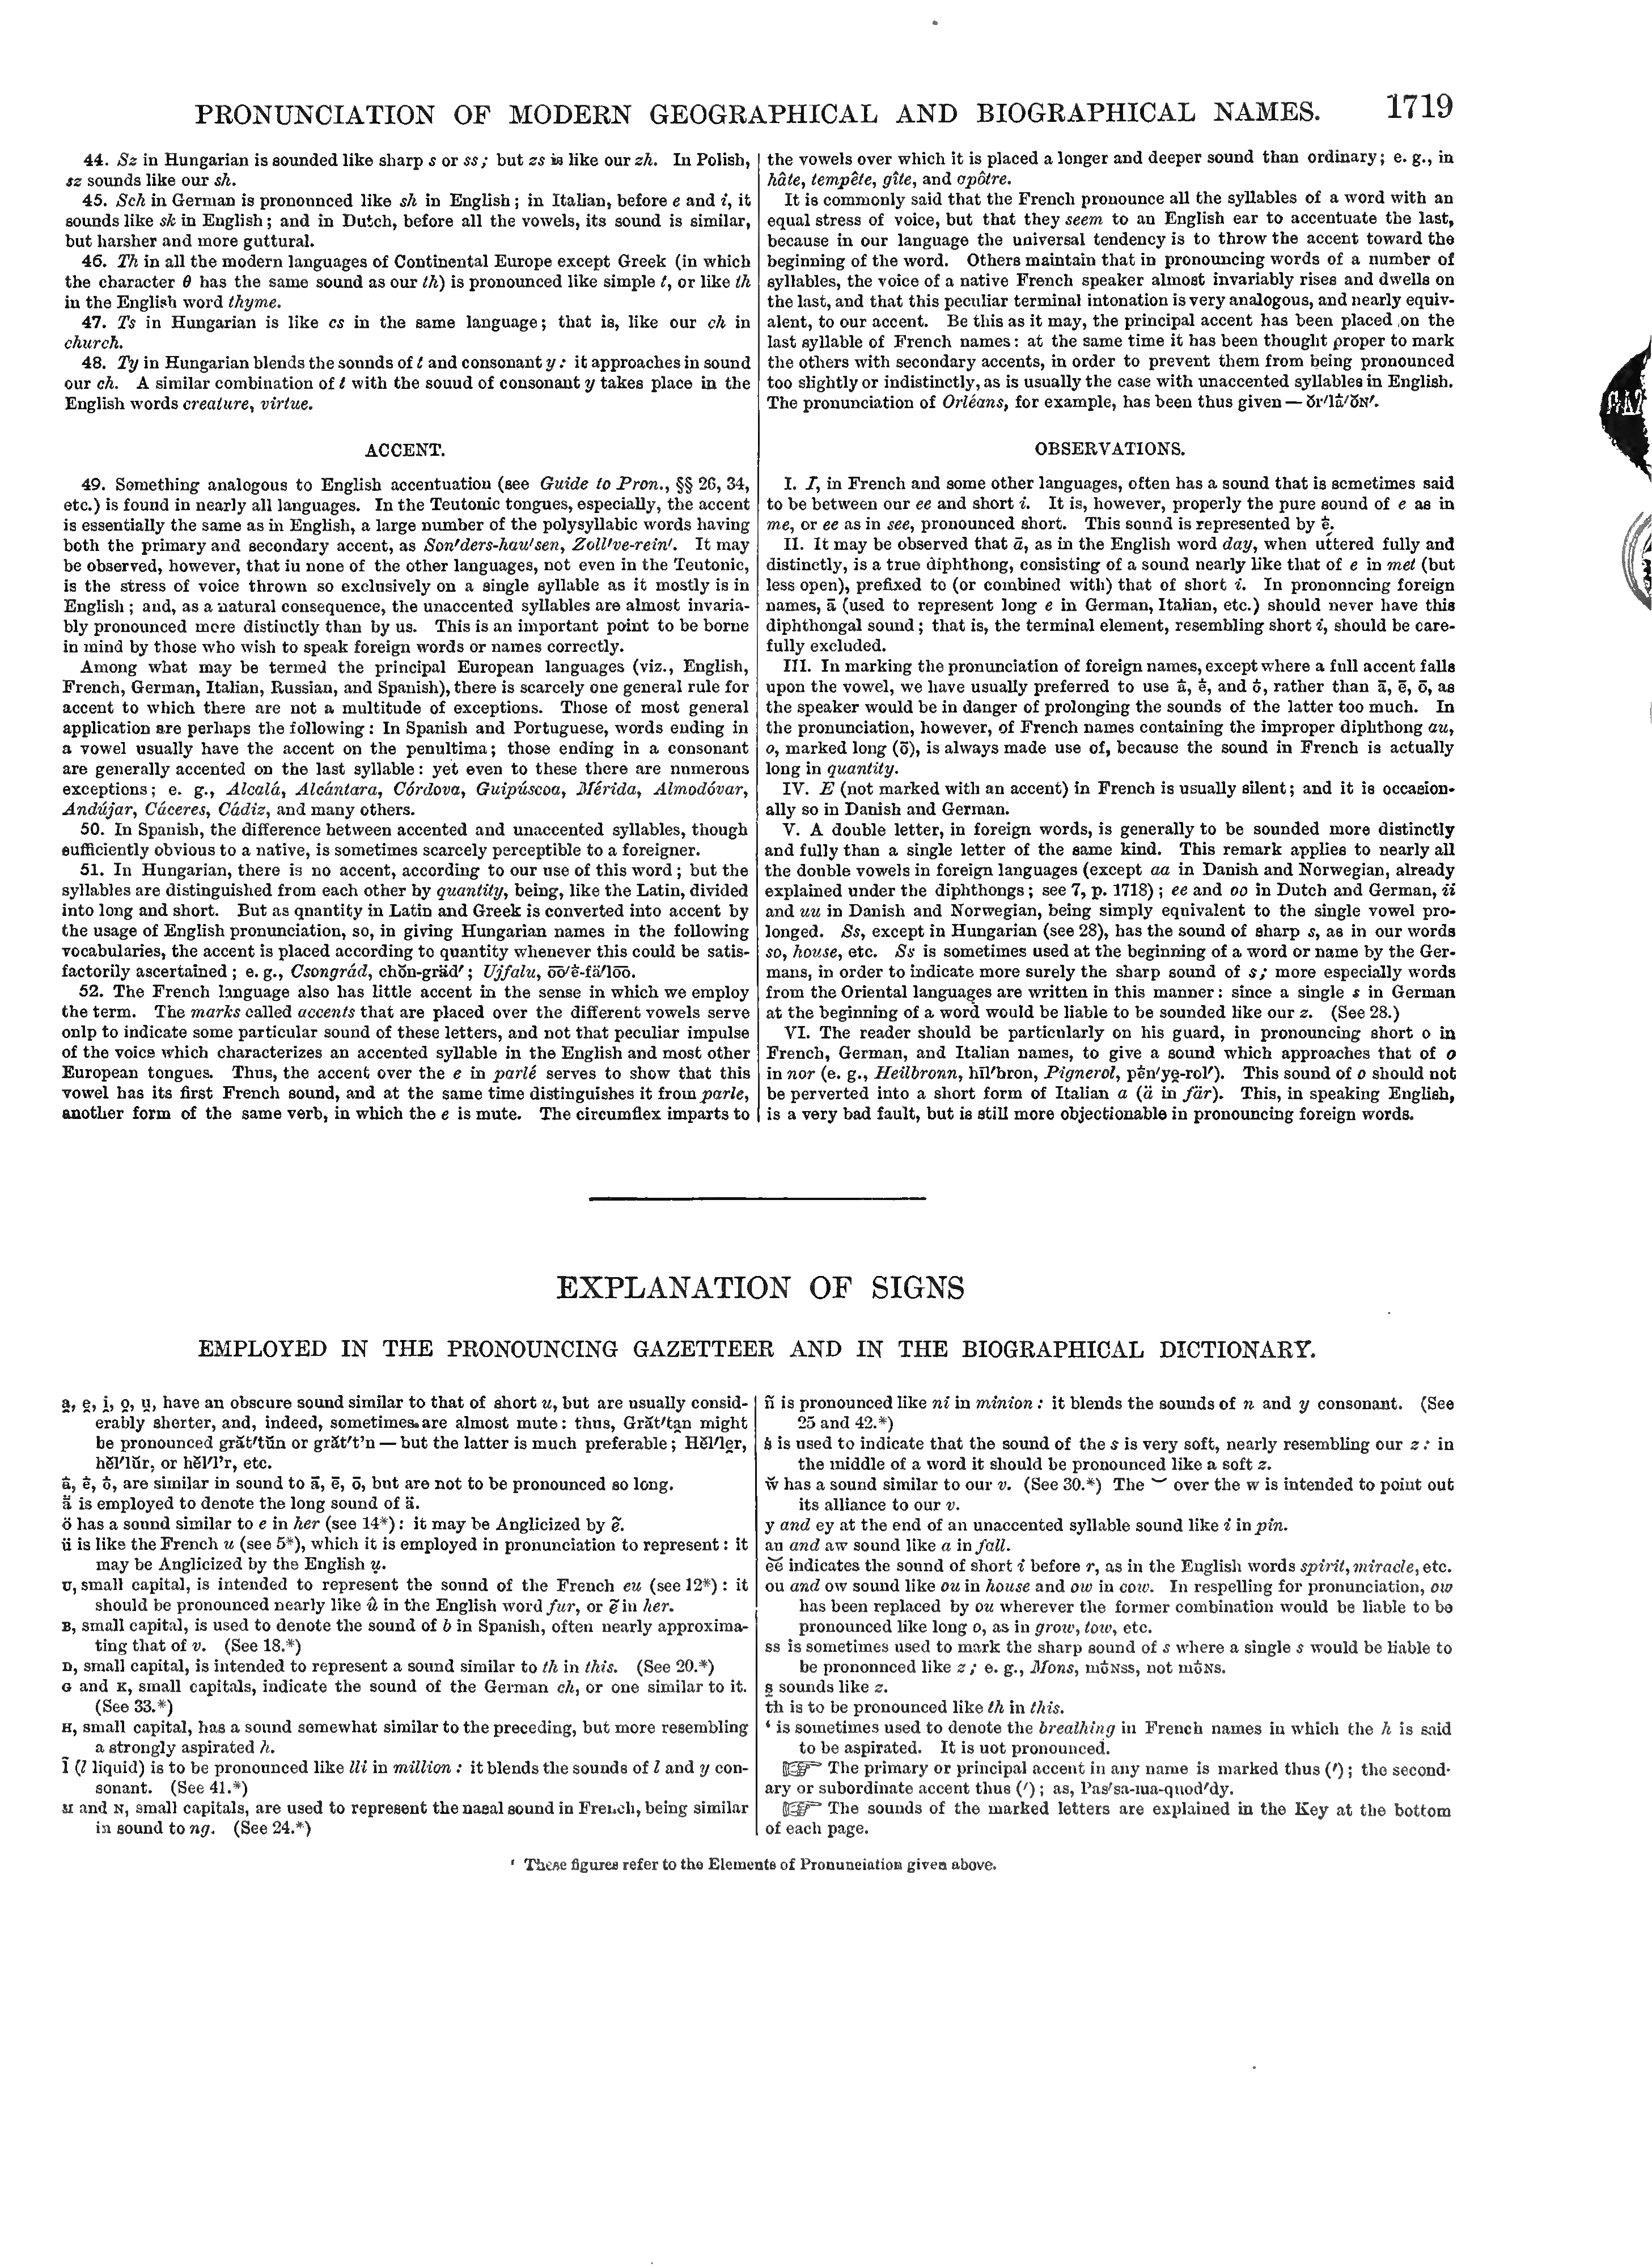 PRONUNCIATION OF MODERN GEOGRAPHICAL AND BIOGRAPHICAL NAMES. 1719
44. Sz in Hungarian is sounded like sharp s or ss; but zs is like our zh. In Polish,
sz sounds like our sh.
45. Sch in German is pronounced like sh in English; in Italian, before e and i, it
sounds like sk in English; and in Dutch, before all the vowels, its sound is similar,
but harsher and more guttural.
46. Th in all the modern languages of Continental Europe except Greek (in which
the character θ has the same sound as our th) is pronounced like simple t, or like th
in the English word thyme.
47. Ts in Hungarian is like cs in the same language; that is, like our ch in
church.
48. Ty in Hungarian blends the sounds of t and consonant y: it approaches in sound
our ch. A similar combination of t with the sound of consonant y takes place in the
English words creature, virtue.
ACCENT.
49. Something analogous to English accentuation (see Guide to Pron., §§ 26, 34,
etc.) is found in nearly all languages. In the Teutonic tongues, especially, the accent
is essentially the same as in English, a large number of the polysyllabic words having
both the primary and secondary accent, as Son′ders-hau′sen, Zoll′ve-rein′. It may
be observed, however, that in none of the other languages, not even in the Teutonic,
is the stress of voice thrown so exclusively on a single syllable as it mostly is in
English; and, as a natural consequence, the unaccented syllables are almost invaria-
bly pronounced more distinctly than by us. This is an important point to be borne
in mind by those who wish to speak foreign words or names correctly.
Among what may be termed the principal European languages (viz., English,
French, German, Italian, Russian, and Spanish), there is scarcely one general rule for
accent to which there are not a multitude of exceptions. Those of most general
application are perhaps the following: In Spanish and Portuguese, words ending in
a vowel usually have the accent on the penultima; those ending in a consonant
are generally accented on the last syllable: yet even to these there are numerous
exceptions; e. g., Alcalá, Alcántara, Córdova, Guipúscoa, Mérida, Almodóvar,
Andújar, Cáceres, Cádiz, and many others.
50. In Spanish, the difference between accented and unaccented syllables, though
sufficiently obvious to a native, is sometimes scarcely perceptible to a foreigner.
51. In Hungarian, there is no accent, according to our use of this word; but the
syllables are distinguished from each other by quantity, being, like the Latin, divided
into long and short. But as quantity in Latin and Greek is converted into accent by
the usage of English pronunciation, so, in giving Hungarian names in the following
vocabularies, the accent is placed according to quantity whenever this could be satis-
factorily ascertained; e. g., Csongrád, chŏn-gräd′; Ujfalu, o͞o′ė-fä′lo͞o.
52. The French language also has little accent in the sense in which we employ
the term. The marks called accents that are placed over the different vowels serve
onlp to indicate some particular sound of these letters, and not that peculiar impulse
of the voice which characterizes an accented syllable in the English and most other
European tongues. Thus, the accent over the e in parlé serves to show that this
vowel has its first French sound, and at the same time distinguishes it from parle,
another form of the same verb, in which the e is mute. The circumflex imparts to
the vowels over which it is placed a longer and deeper sound than ordinary; e. g., in
hâte, tempête, gîte, and apôtre.
It is commonly said that the French pronounce all the syllables of a word with an
equal stress of voice, but that they seem to an English ear to accentuate the last,
because in our language the universal tendency is to throw the accent toward the
beginning of the word. Others maintain that in pronouncing words of a number of
syllables, the voice of a native French speaker almost invariably rises and dwells on
the last, and that this peculiar terminal intonation is very analogous, and nearly equiv-
alent, to our accent. Be this as it may, the principal accent has been placed on the
last syllable of French names: at the same time it has been thought proper to mark
the others with secondary accents, in order to prevent them from being pronounced
too slightly or indistinctly, as is usually the case with unaccented syllables in English.
The pronunciation of Orléans, for example, has been thus given — ŏr′lǡ′ŏɴ′.
OBSERVATIONS.
I. I, in French and some other languages, often has a sound that is sometimes said
to be between our ee and short i. It is, however, properly the pure sound of e as in
me, or ee as in see, pronounced short. This sound is represented by ē̇.
II. It may be observed that ā, as in the English word day, when uttered fully and
distinctly, is a true diphthong, consisting of a sound nearly like that of e in met (but
less open), prefixed to (or combined with) that of short i. In pronouncing foreign
names, ā (used to represent long e in German, Italian, etc.) should never have this
diphthongal sound; that is, the terminal element, resembling short i, should be care-
fully excluded.
III. In marking the pronunciation of foreign names, except where a full accent falls
upon the vowel, we have usually preferred to use ā̇, ē̇, and ō̇, rather than ā, ē, ō, as
the speaker would be in danger of prolonging the sounds of the latter too much. In
the pronunciation, however, of French names containing the improper diphthong au,
o, marked long (ō), is always made use of, because the sound in French is actually
long in quantity.
IV. E (not marked with an accent) in French is usually silent; and it is occasion-
ally so in Danish and German.
V. A double letter, in foreign words, is generally to be sounded more distinctly
and fully than a single letter of the same kind. This remark applies to nearly all
the double vowels in foreign languages (except aa in Danish and Norwegian, already
explained under the diphthongs; see 7, p. 1718); ee and oo in Dutch and German, ii
and uu in Danish and Norwegian, being simply equivalent to the single vowel pro-
longed. Ss, except in Hungarian (see 28), has the sound of sharp s, as in our words
so, house, etc. Ss is sometimes used at the beginning of a word or name by the Ger-
mans, in order to indicate more surely the sharp sound of s; more especially words
from the Oriental languages are written in this manner: since a single s in German
at the beginning of a word would be liable to be sounded like our z. (See 28.)
VI. The reader should be particularly on his guard, in pronouncing short o in
French, German, and Italian names, to give a sound which approaches that of o
in nor (e. g., Heilbronn, hīl′bron, Pignerol, pēn′ye̱-rol′). This sound of o should not
be perverted into a short form of Italian a (ä in fär). This, in speaking English,
is a very bad fault, but is still more objectionable in pronouncing foreign words.
EXPLANATION OF SIGNS
EMPLOYED IN THE PRONOUNCING GAZETTEER AND IN THE BIOGRAPHICAL DICTIONARY.
a̱, e̱, i̱, o̱, u̱, have an obscure sound similar to that of short u, but are usually consid-
erably shorter, and, indeed, sometimes are almost mute: thus, Grăt′ta̱n might
be pronounced grăt′tŭn or grăt′t’n — but the latter is much preferable; Hĕl′le̱r,
hĕl′lŭr, or hĕl′l’r, etc.
ā̇, ē̇, ō̇, are similar in sound to ā, ē, ō, but are not to be pronounced so long.
ǟ is employed to denote the long sound of ä.
ö has a sound similar to e in her (see 14*): it may be Anglicized by ẽ.
ü is like the French u (see 5*), which it is employed in pronunciation to represent: it
may be Anglicized by the English ṳ.
ᴜ, small capital, is intended to represent the sound of the French eu (see 12*): it
should be pronounced nearly like û in the English word fur, or ẽ in her.
ʙ, small capital, is used to denote the sound of b in Spanish, often nearly approxima-
ting that of v. (See 18.*)
ᴅ, small capital, is intended to represent a sound similar to th in this. (See 20.*)
ɢ and ᴋ, small capitals, indicate the sound of the German ch, or one similar to it.
(See 33.*)
ʜ, small capital, has a sound somewhat similar to the preceding, but more resembling
a strongly aspirated h.
l̃ (l liquid) is to be pronounced like lli in million: it blends the sounds of l and y con-
sonant. (See 41.*)
ᴍ and ɴ, small capitals, are used to represent the nasal sound in French, being similar
in sound to ng. (See 24.*)
ñ is pronounced like ni in minion: it blends the sounds of n and y consonant. (See
25 and 42.*)
ṡ is used to indicate that the sound of the s is very soft, nearly resembling our z: in
the middle of a word it should be pronounced like a soft z.
w̆ has a sound similar to our v. (See 30.*) The ˘ over the w is intended to point out
its alliance to our v.
y and ey at the end of an unaccented syllable sound like i in pin.
au and aw sound like a in fall.
e͝e indicates the sound of short i before r, as in the English words spirit, miracle, etc.
ou and ow sound like ou in house and ow in cow. In respelling for pronunciation, ow
has been replaced by ou wherever the former combination would be liable to be
pronounced like long o, as in grow, tow, etc.
ss is sometimes used to mark the sharp sound of s where a single s would be liable to
be pronounced like z; e. g., Mons, mō̇ɴss, not mō̇ɴs.
s̱ sounds like z.
t͞h is to be pronounced like th in this.
‘ is sometimes used to denote the breathing in French names in which the h is said
to be aspirated. It is not pronounced.
☞ The primary or principal accent in any name is marked thus (′); the second-
ary or subordinate accent thus (′); as, Pas′sa-ma-quod′dy.
☞ The sounds of the marked letters are explained in the Key at the bottom
of each page.
* These figures refer to the Elements of Pronunciation given above.